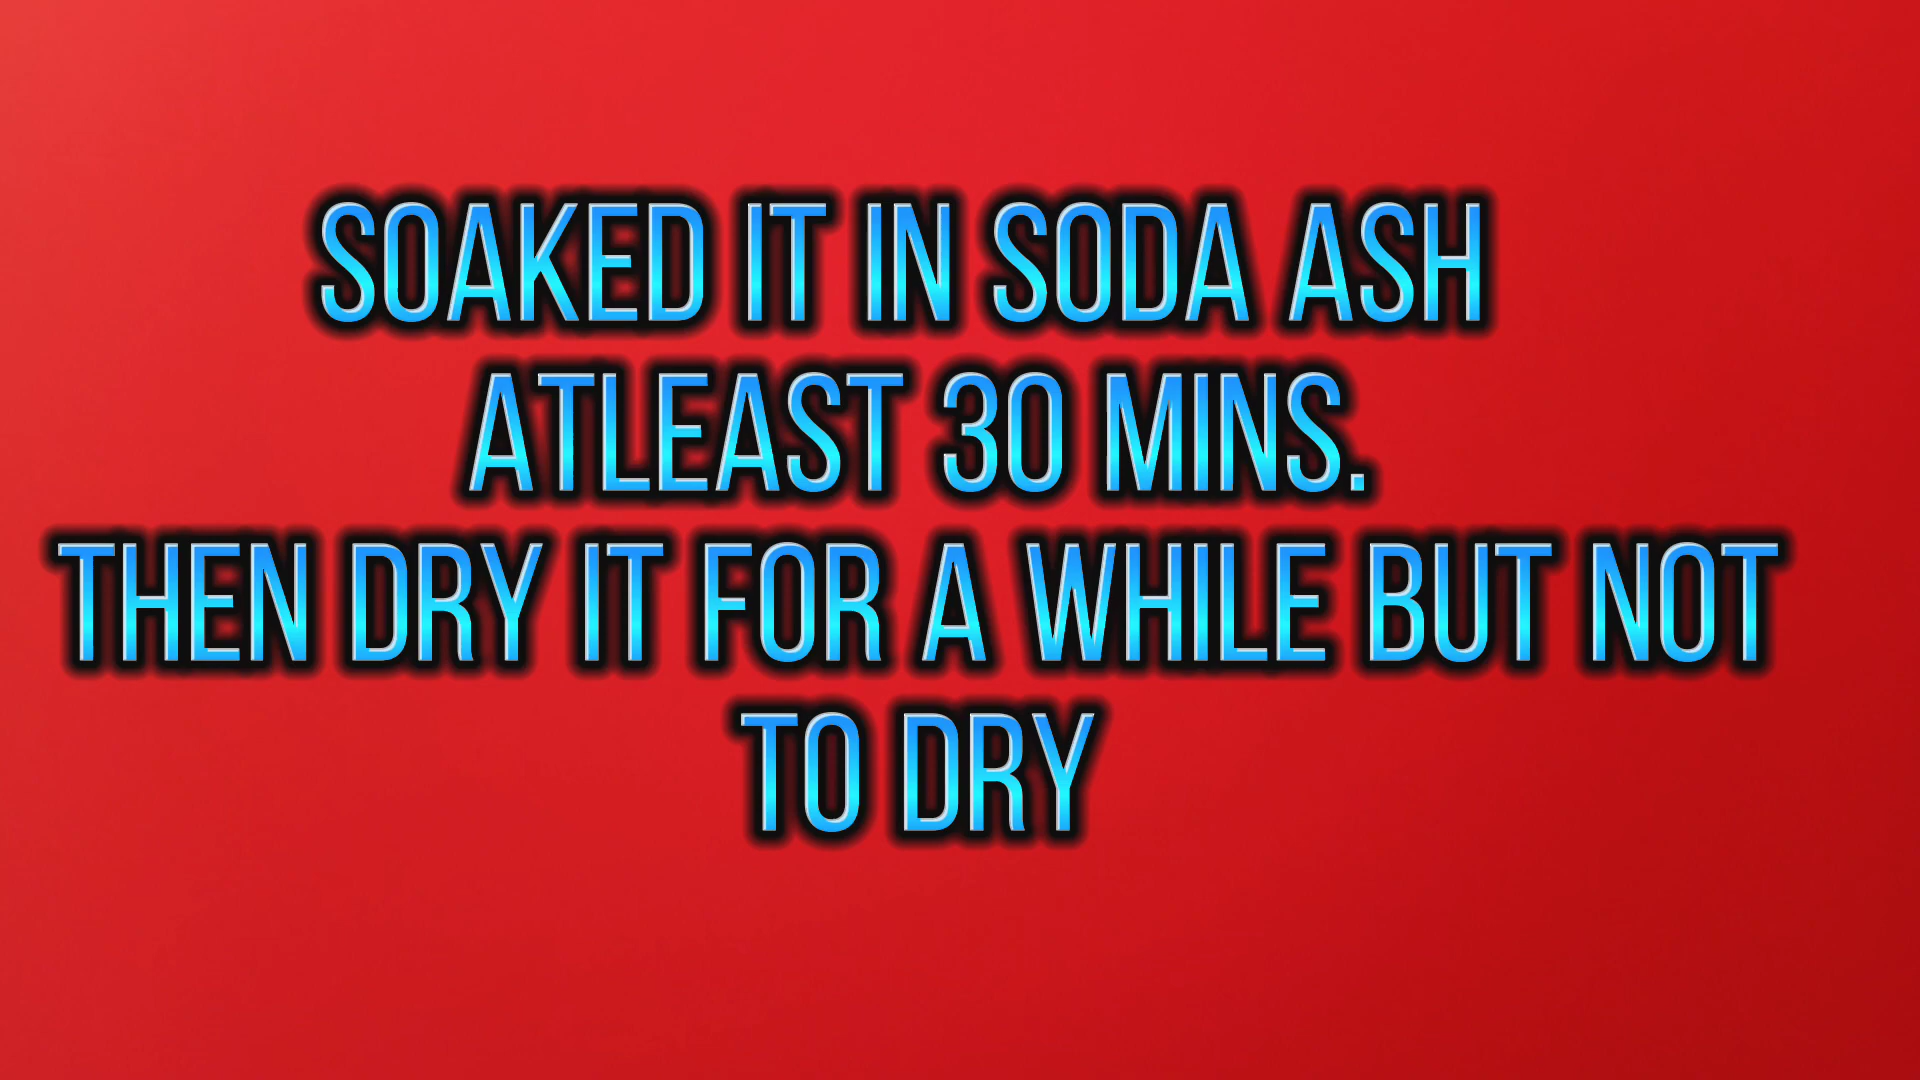 SOAKED IT IN SODA ASH
ATLEAST 30 MINS.
THEN DRY IT FOR A WHILE BUT NOT
TO DRY